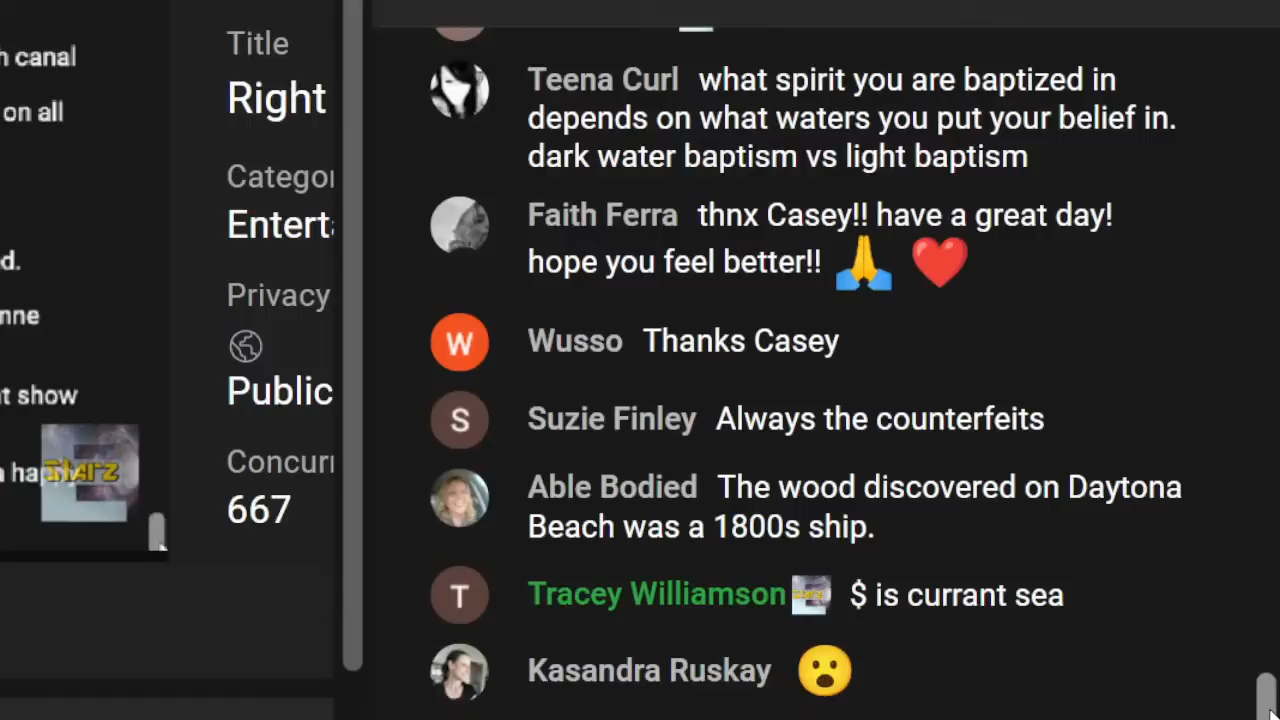 h canal
on all
d.
nne
t show
hap
Starz
Title
Right
Categor
Enterta
Privacy
Public
Concurr
667
Teena Curl what spirit you are baptized in
depends on what waters you put your belief in.
dark water baptism vs light baptism
Faith Ferra thnx Casey!! have a great day!
hope you feel better!! 🙏 ❤️
W
Wusso Thanks Casey
S
Suzie Finley Always the counterfeits
Able Bodied The wood discovered on Daytona
Beach was a 1800s ship.
T
Tracey Williamson $ is currant sea
Kasandra Ruskay 😮